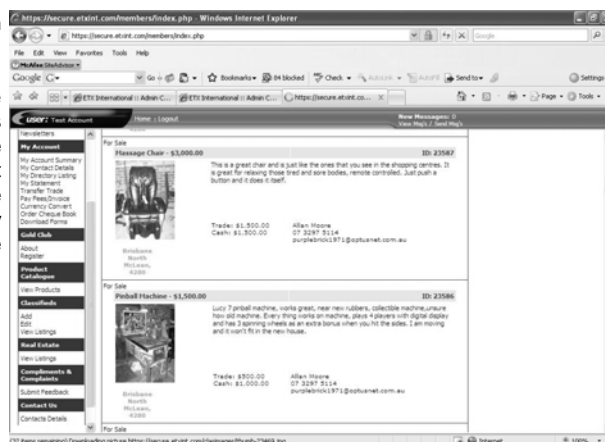 https://secure.etxint.com/members/index.php - Windows Internet Explorer
https://secure.etxint.com/members/index.php
Google
File Edit View Favorites Tools Help
McAfee SiteAdvisor
Google G Go Bookmarks 84 blocked Check AutoLink AutoFill Send to Settings
ETX International :: Admin C... ETX International :: Admin C... https://secure.etxint.co... Page Tools
user: Test Account
Home :: Logout
New Messages: 0
View Msg's / Send Msg's
Newsletters
My Account
My Account Summary
My Contact Details
My Directory Listing
My Statement
Transfer Trade
Pay Fees/Invoice
Currency Convert
Order Cheque Book
Download Forms
Gold Club
About
Register
Product
Catalogue
View Products
Classifieds
Add
Edit
View Listings
Real Estate
View Listings
Compliments &
Complaints
Submit Feedback
Contact Us
Contacts Details
For Sale
Massage Chair - $3,000.00 ID: 23587
This is a great chair and is just like the ones that you see in the shopping centres. It
is great for relaxing those tired and sore bodies, remote controlled. Just push a
button and it does it itself.
Trade: $1,500.00 Allan Moore
Cash: $1,500.00 07 3297 5114
purplebrick1971@optusnet.com.au
Brisbane
North
McLean,
4280
For Sale
Pinball Machine - $1,500.00 ID: 23586
Lucy 7 pinball machine, works great, near new rubbers, collectible machine,unsure
how old machine. Every thing works on machine, plays 4 players with digital display
and has 3 spinning wheels as an extra bonus when you hit the sides. I am moving
and it won't fit in the new house.
Trade: $500.00 Allan Moore
Cash: $1,000.00 07 3297 5114
purplebrick1971@optusnet.com.au
Brisbane
North
McLean,
4280
For Sale
items remaining) Downloading picture https://secure.etxint.com/
Internet 100%